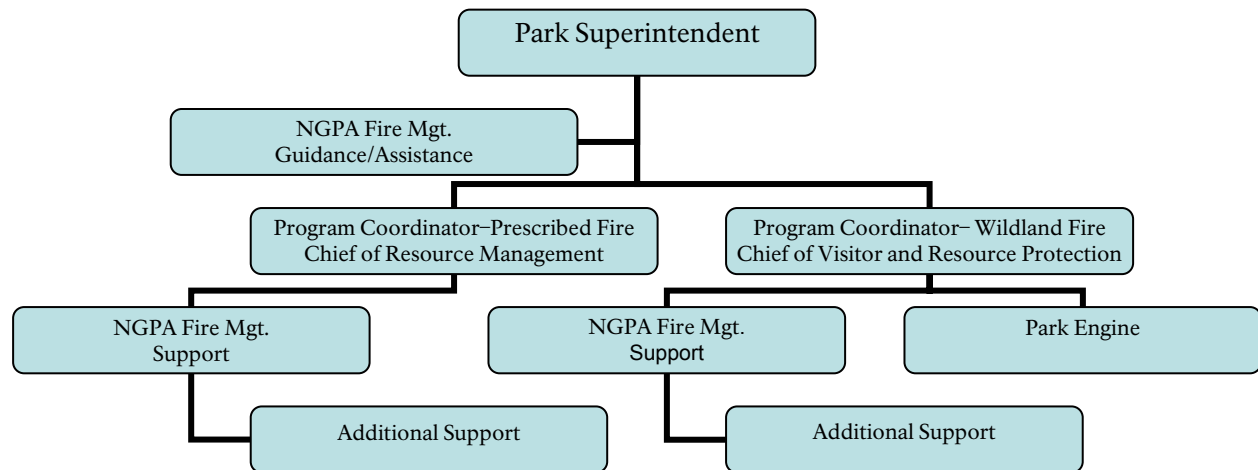 Park Superintendent
NGPA Fire Mgt.
Guidance/Assistance
Program Coordinator–Prescribed Fire
Chief of Resource Management
Program Coordinator– Wildland Fire
Chief of Visitor and Resource Protection
NGPA Fire Mgt.
Support
NGPA Fire Mgt.
Support
Park Engine
Additional Support
Additional Support